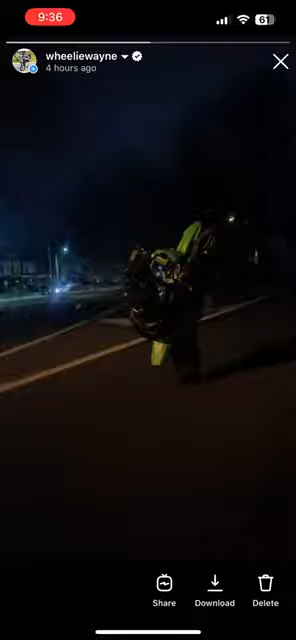 9:36
61
wheeliewayne
4 hours ago
Share
Download
Delete